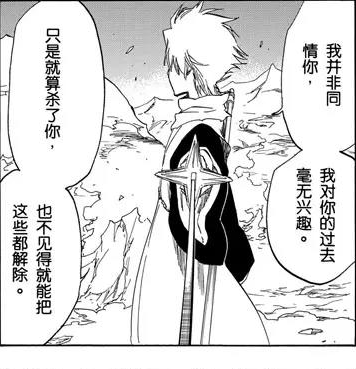 我并非同
情你，
我对你的过去
毫无兴趣。
只是就算杀了你，
也不见得就能把
这些都解除。